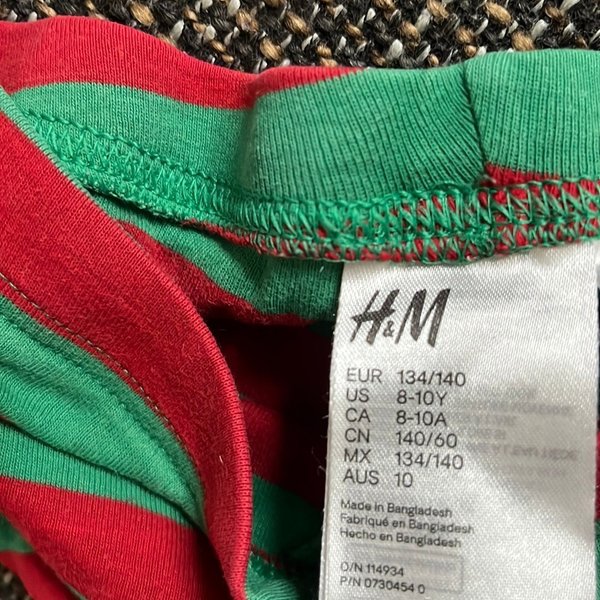 H&M
EUR 134/140
US 8-10Y
CA 8-10A
CN 140/60
MX 134/140
AUS 10
Made in Bangladesh
Fabriqué en Bangladesh
Hecho en Bangladesh
O/N 114934
P/N 0730454 0